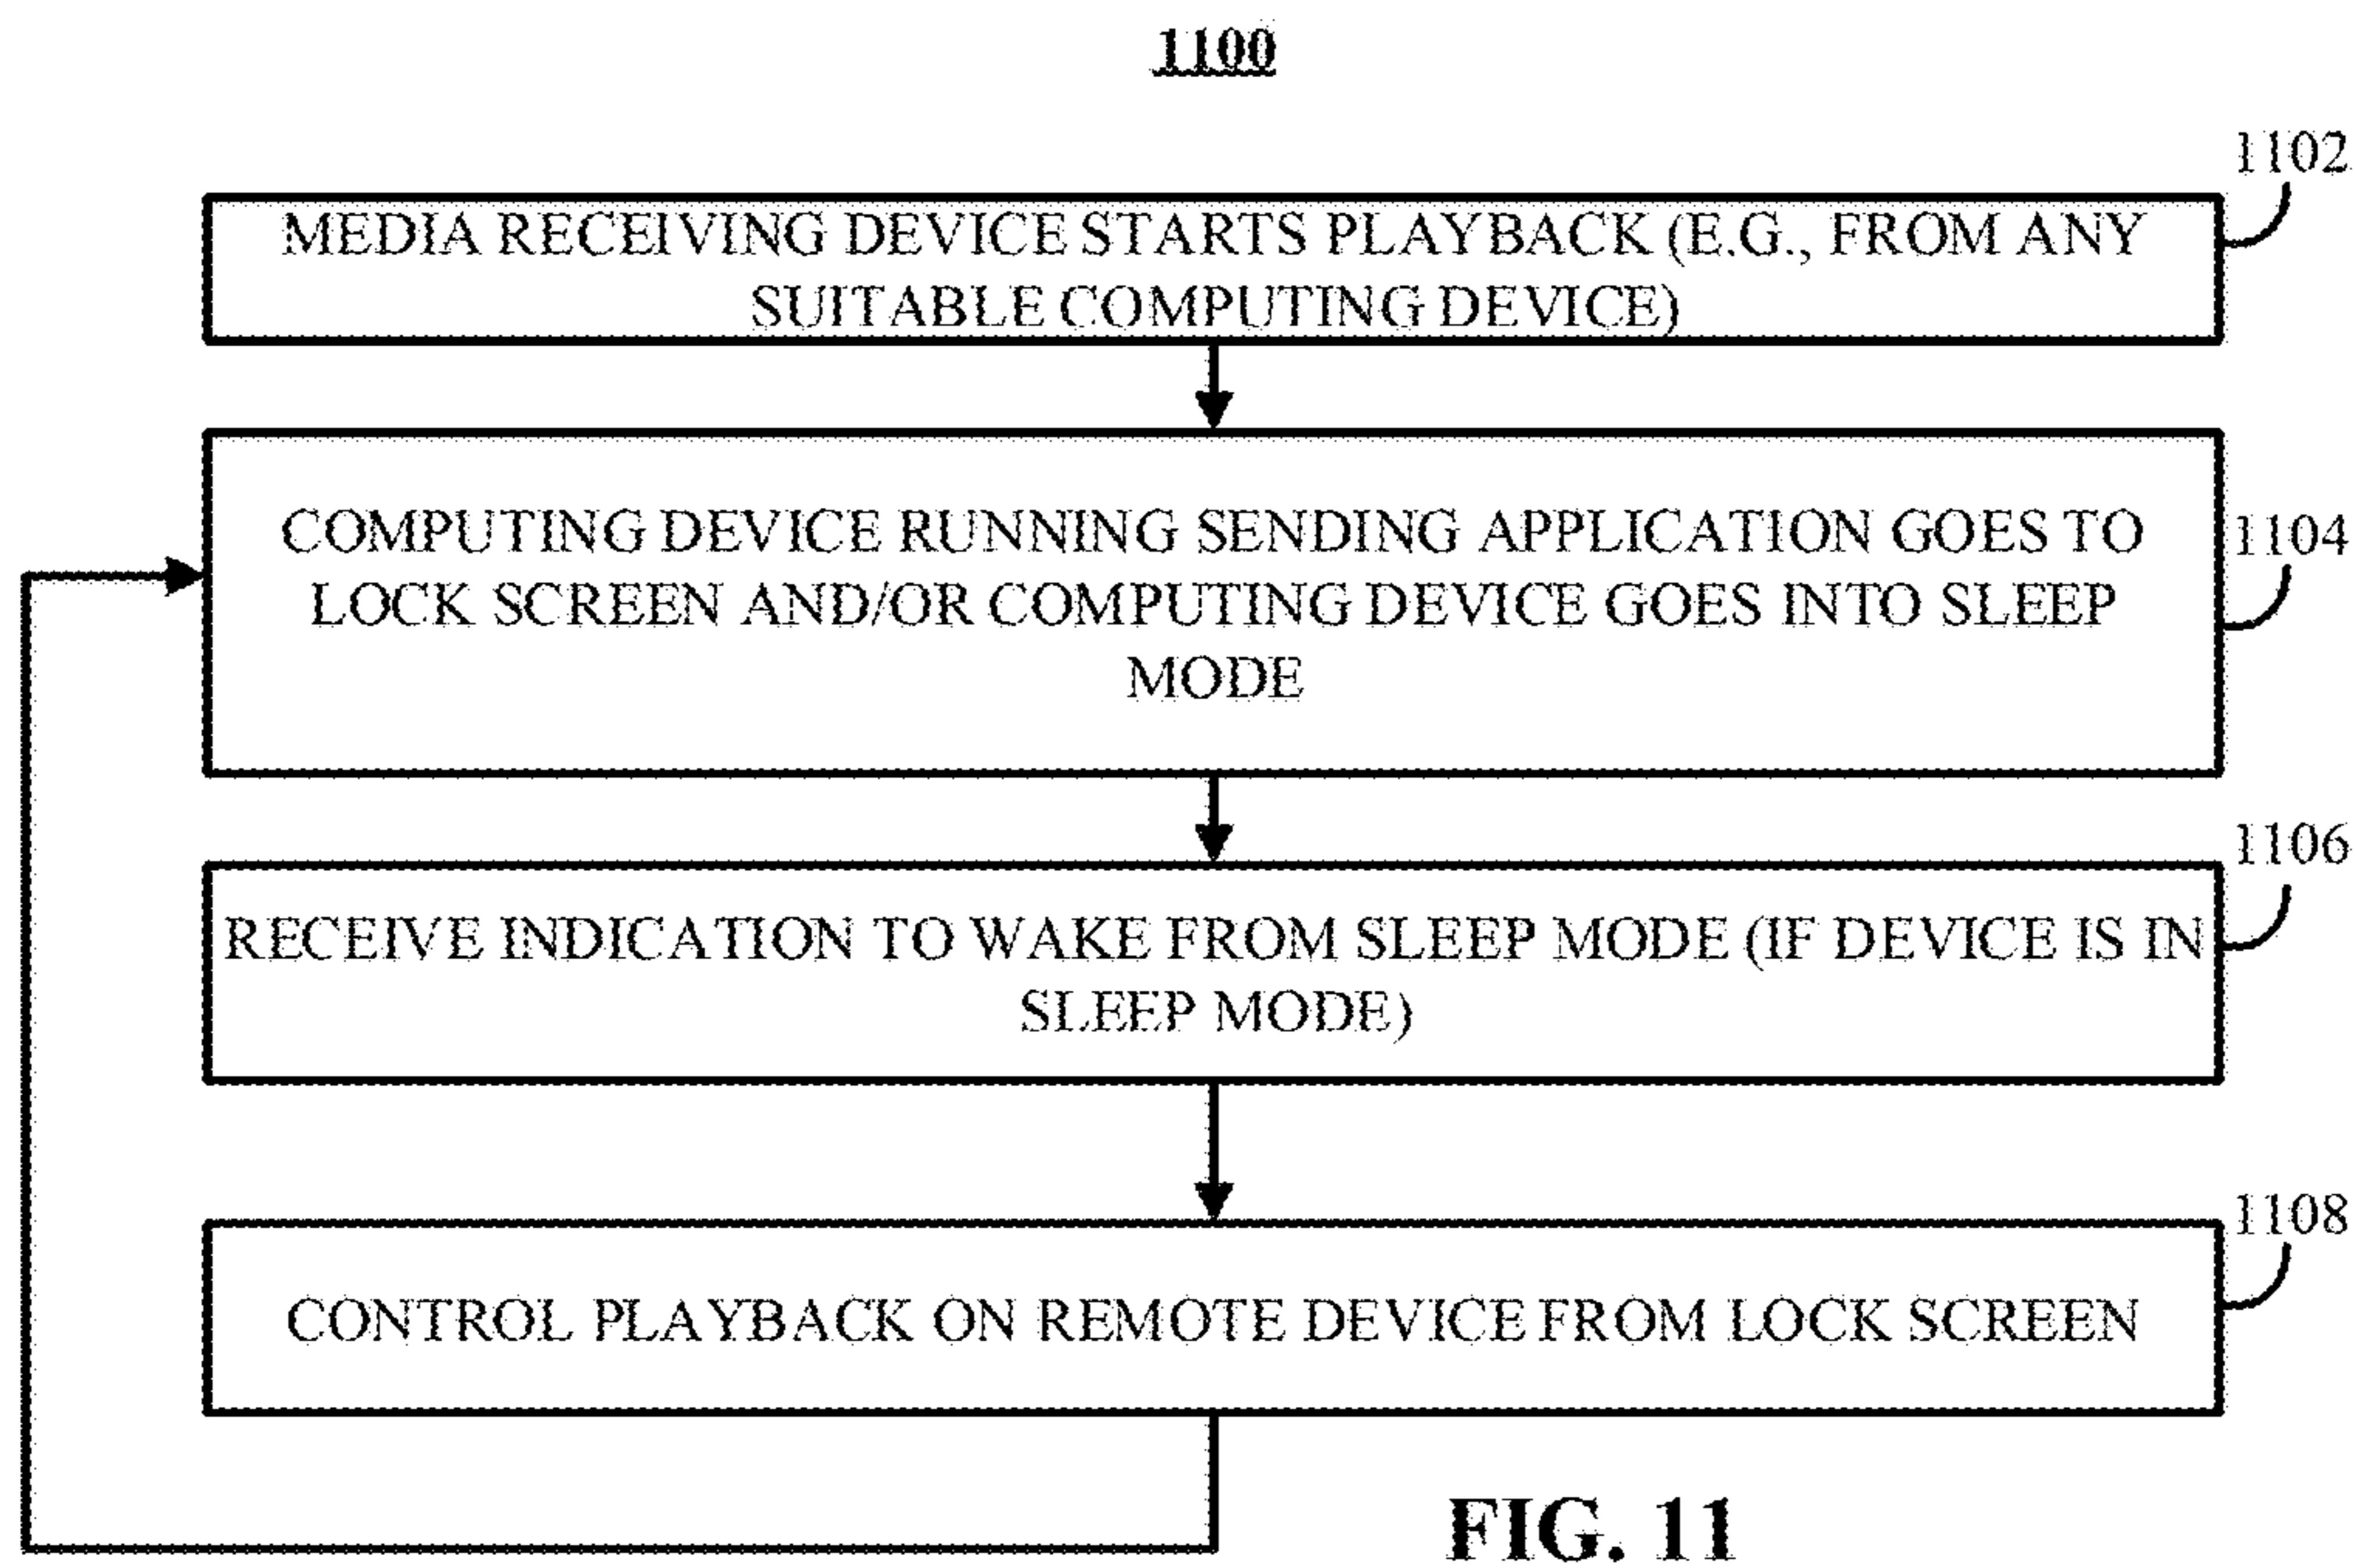 1100
1102
MEDIA RECEIVING DEVICE STARTS PLAYBACK (E.G., FROM ANY
SUITABLE COMPUTING DEVICE)
1104
COMPUTING DEVICE RUNNING SENDING APPLICATION GOES TO
LOCK SCREEN AND/OR COMPUTING DEVICE GOES INTO SLEEP
MODE
1106
RECEIVE INDICATION TO WAKE FROM SLEEP MODE (IF DEVICE IS IN
SLEEP MODE)
1108
CONTROL PLAYBACK ON REMOTE DEVICE FROM LOCK SCREEN
FIG. 11